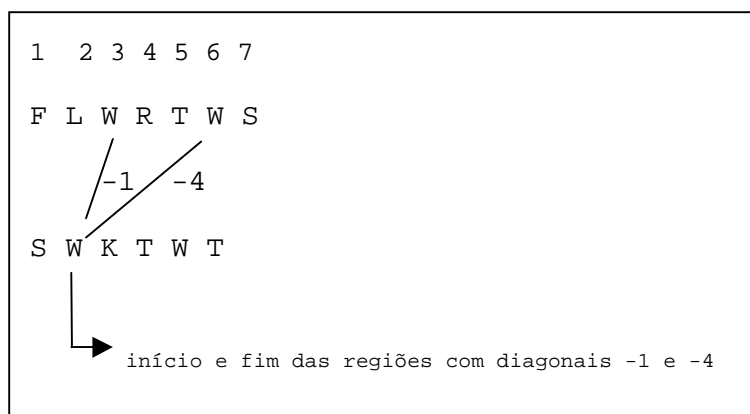 1 2 3 4 5 6 7
F L W R T W S
-1 -4
S W K T W T
início e fim das regiões com diagonais -1 e -4